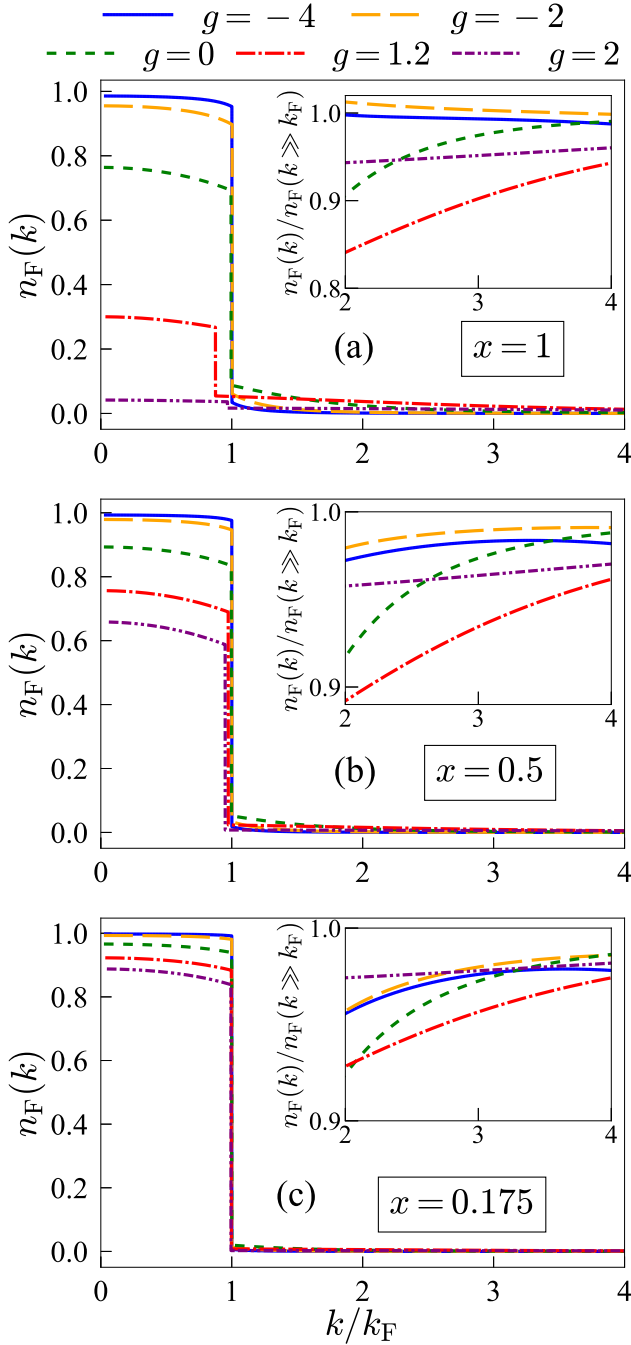 g = −4 g = −2
g = 0 g = 1.2 g = 2
1.0
0.8
0.6
0.4
0.2
0.0
n_F(k)
0 1 2 3 4
1.0
0.9
0.8
n_F(k)/n_F(k ≫ k_F)
2 3 4
(a) x = 1
1.0
0.8
0.6
0.4
0.2
0.0
n_F(k)
0 1 2 3 4
1.0
0.9
n_F(k)/n_F(k ≫ k_F)
2 3 4
(b) x = 0.5
1.0
0.8
0.6
0.4
0.2
0.0
n_F(k)
0 1 2 3 4
1.0
0.9
n_F(k)/n_F(k ≫ k_F)
2 3 4
(c) x = 0.175
k/k_F